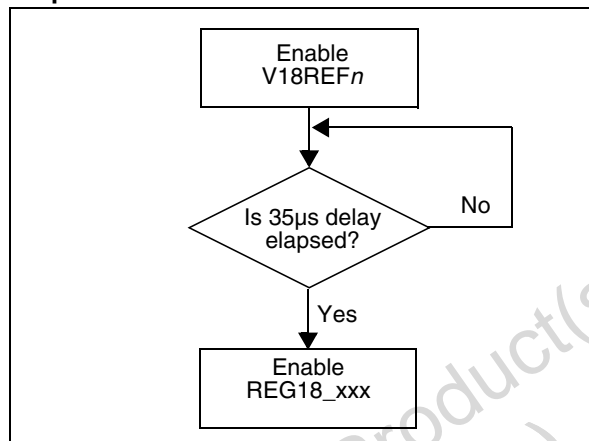 Enable
V18REFn
Is 35µs delay
elapsed?
No
Yes
Enable
REG18_xxx